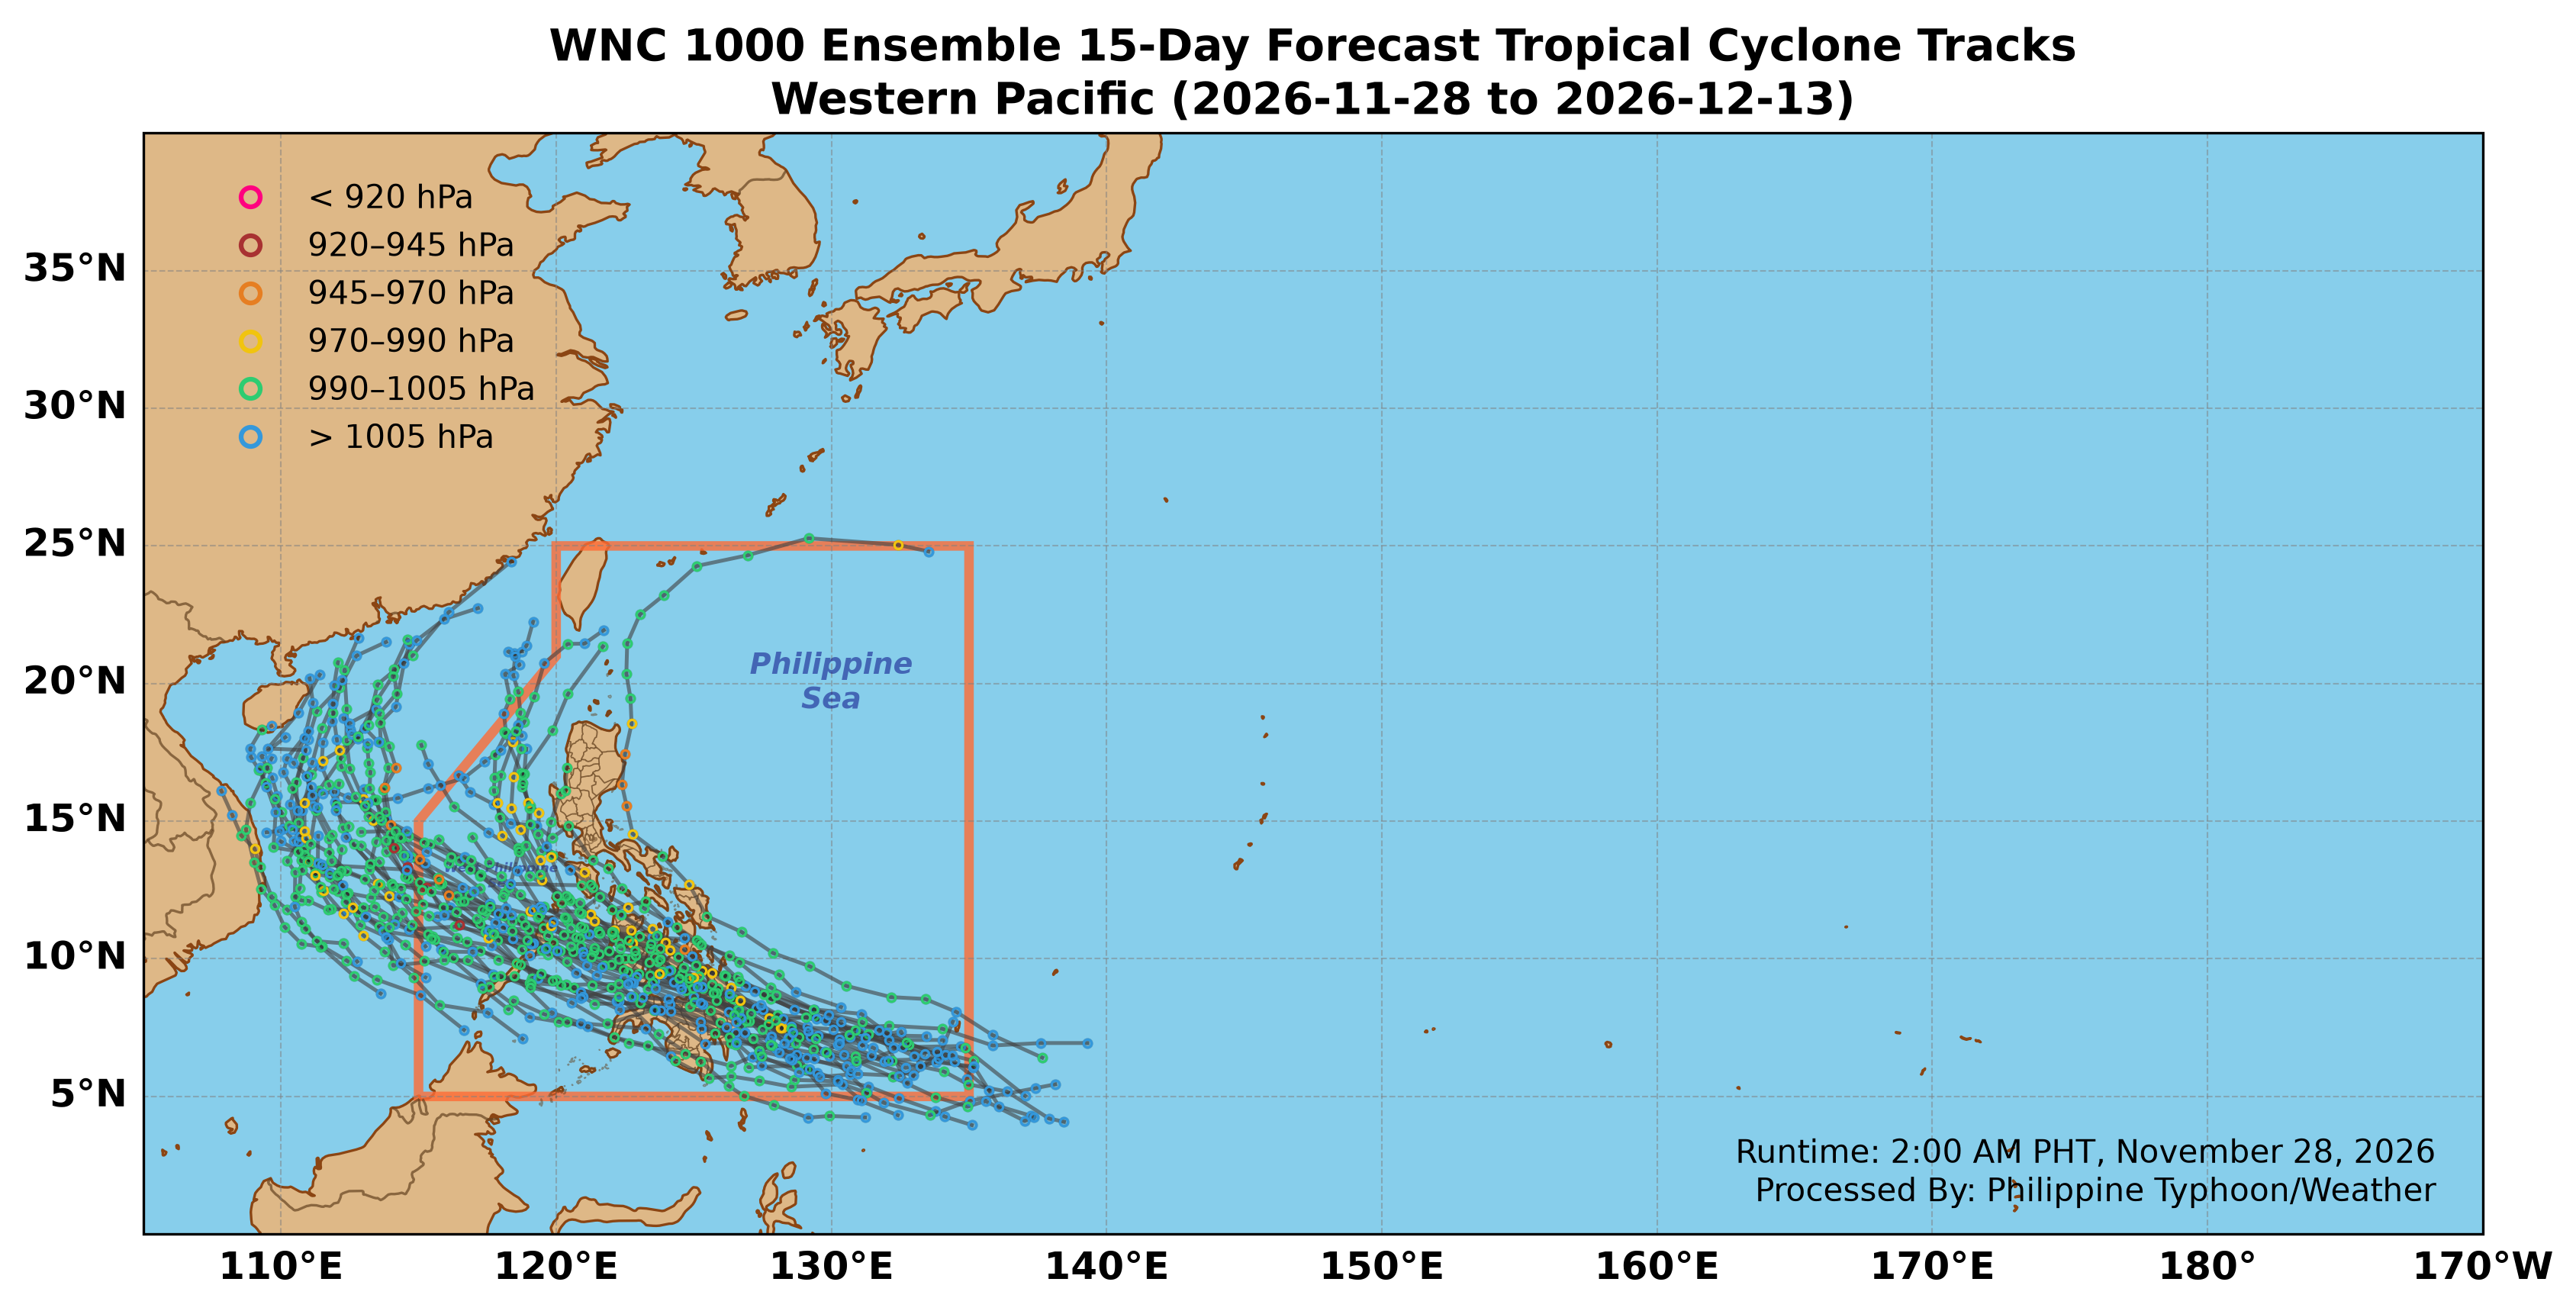 WNC 1000 Ensemble 15-Day Forecast Tropical Cyclone Tracks
Western Pacific (2026-11-28 to 2026-12-13)
< 920 hPa
920–945 hPa
945–970 hPa
970–990 hPa
990–1005 hPa
> 1005 hPa
35°N
30°N
25°N
20°N
15°N
10°N
5°N
Philippine
Sea
Philippine
Runtime: 2:00 AM PHT, November 28, 2026
Processed By: Philippine Typhoon/Weather
110°E
120°E
130°E
140°E
150°E
160°E
170°E
180°
170°W